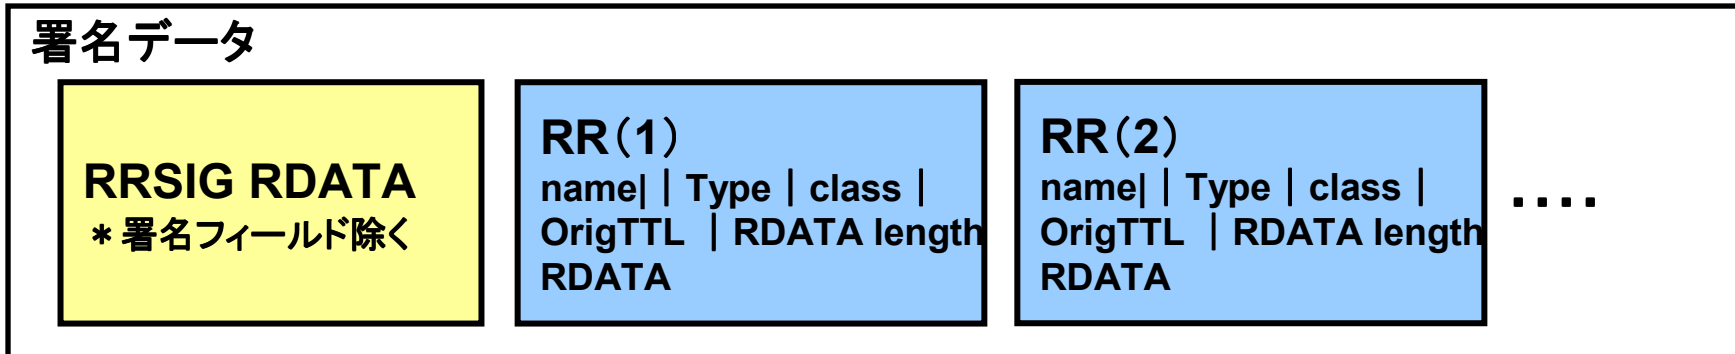 署名データ
RRSIG RDATA
*署名フィールド除く
RR(1)
name||Type|class|
OrigTTL |RDATA length
RDATA
RR(2)
name||Type|class|
OrigTTL |RDATA length
RDATA
....